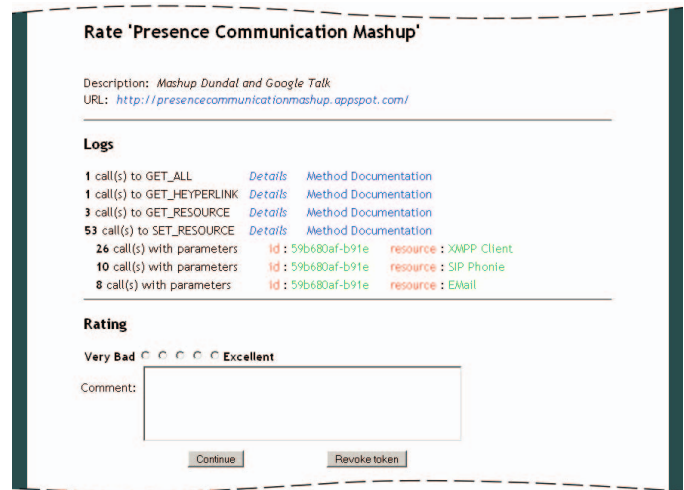 Rate 'Presence Communication Mashup'
Description: Mashup Dundal and Google Talk
URL: http://presencecommunicationmashup.appspot.com/
Logs
1 call(s) to GET_ALL Details Method Documentation
1 call(s) to GET_HEYPERLINK Details Method Documentation
3 call(s) to GET_RESOURCE Details Method Documentation
53 call(s) to SET_RESOURCE Details Method Documentation
26 call(s) with parameters id : 59b680af-b91e resource : XMPP Client
10 call(s) with parameters id : 59b680af-b91e resource : SIP Phonie
8 call(s) with parameters id : 59b680af-b91e resource : EMail
Rating
Very Bad Excellent
Comment:
Continue Revoke token